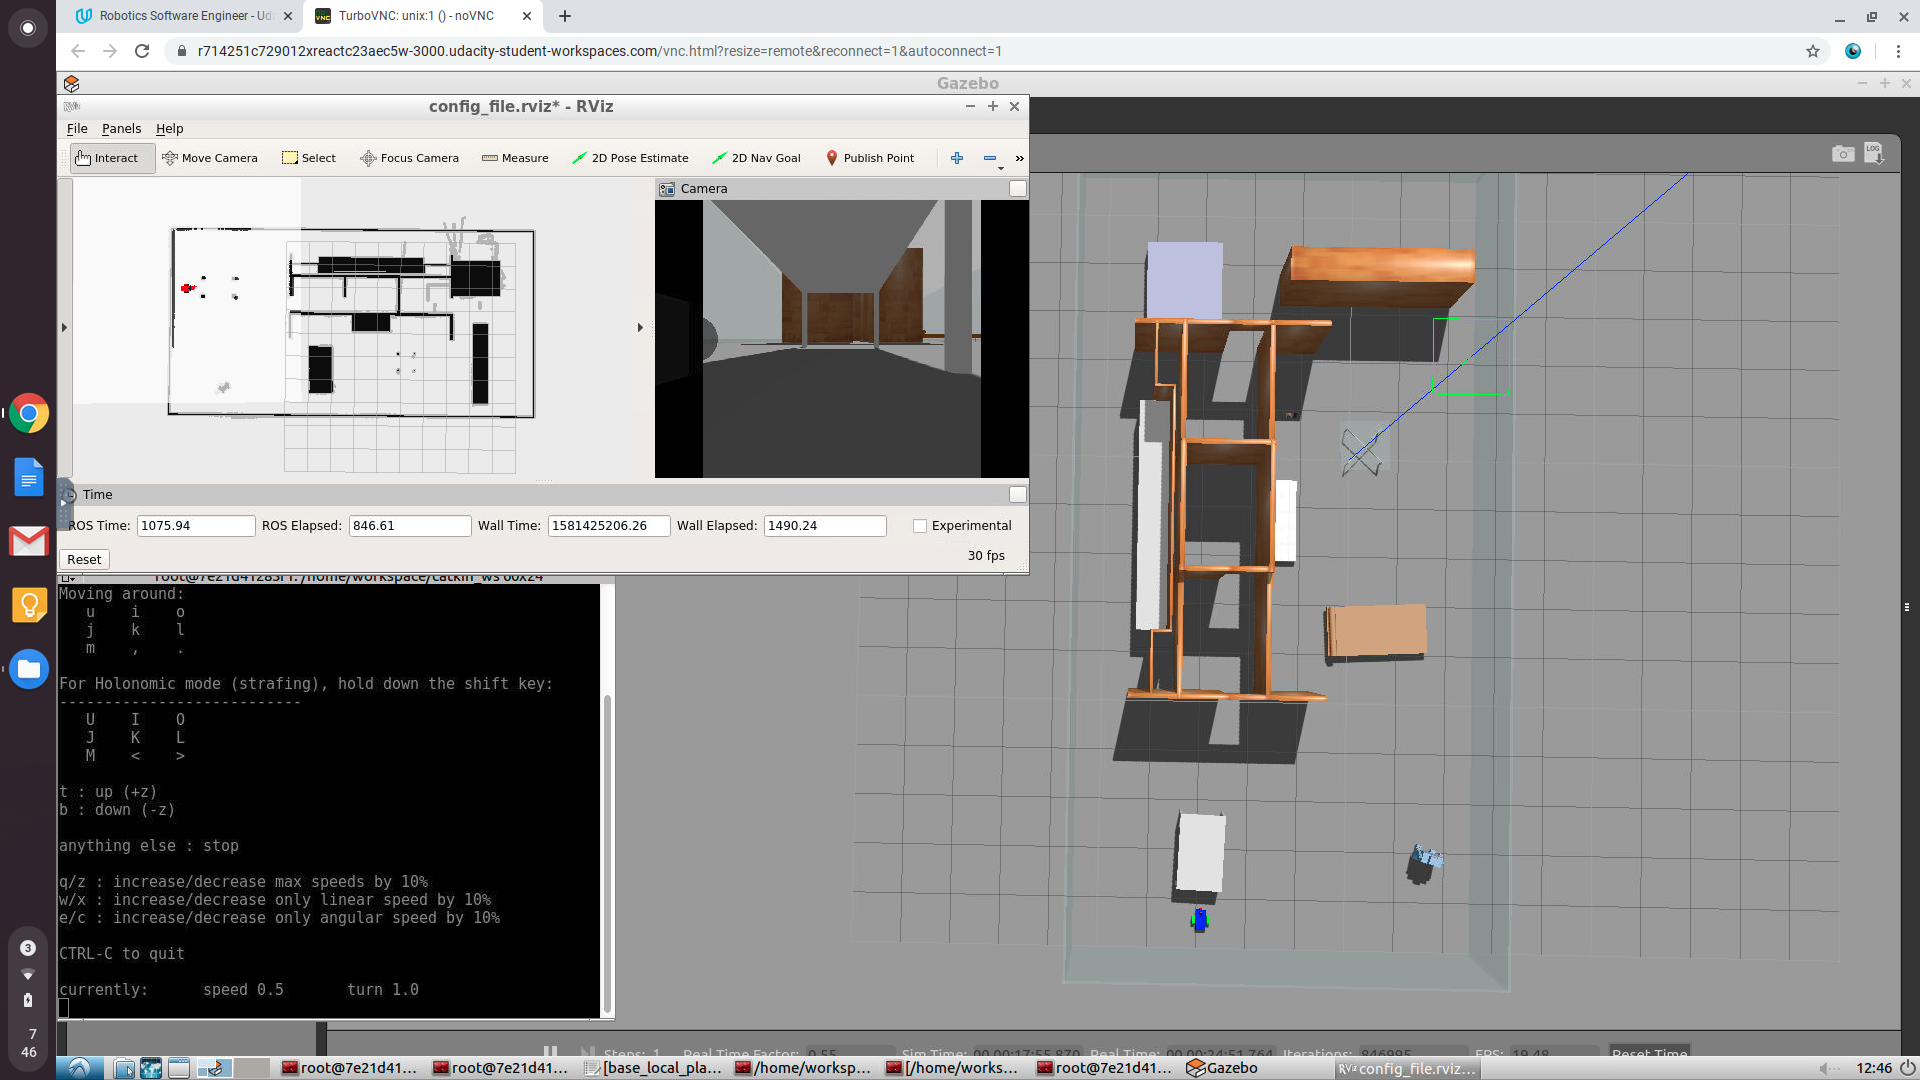 Robotics Software Engineer - Ud
TurboVNC: unix:1 () - noVNC
r714251c729012xreactc23aec5w-3000.udacity-student-workspaces.com/vnc.html?resize=remote&reconnect=1&autoconnect=1
Gazebo
config_file.rviz* - RViz
File Panels Help
Interact Move Camera Select Focus Camera Measure 2D Pose Estimate 2D Nav Goal Publish Point »
LOG
Camera
Time
ROS Time: 1075.94 ROS Elapsed: 846.61 Wall Time: 1581425206.26 Wall Elapsed: 1490.24 Experimental
Reset 30 fps
Moving around:
u i o
j k l
m , .
For Holonomic mode (strafing), hold down the shift key:
---------------------------
U I O
J K L
M < >
t : up (+z)
b : down (-z)
anything else : stop
q/z : increase/decrease max speeds by 10%
w/x : increase/decrease only linear speed by 10%
e/c : increase/decrease only angular speed by 10%
CTRL-C to quit
currently: speed 0.5 turn 1.0
Steps: 1 Real Time Factor: 0.55 Sim Time: 00 00:17:55.870 Real Time: 00 00:24:51.764 Iterations: 846995 FPS: 19.48 Reset Time
root@7e21d41... root@7e21d41... [base_local_pla... /home/worksp... [/home/works... root@7e21d41... Gazebo config_file.rviz... 12:46
3
7
46